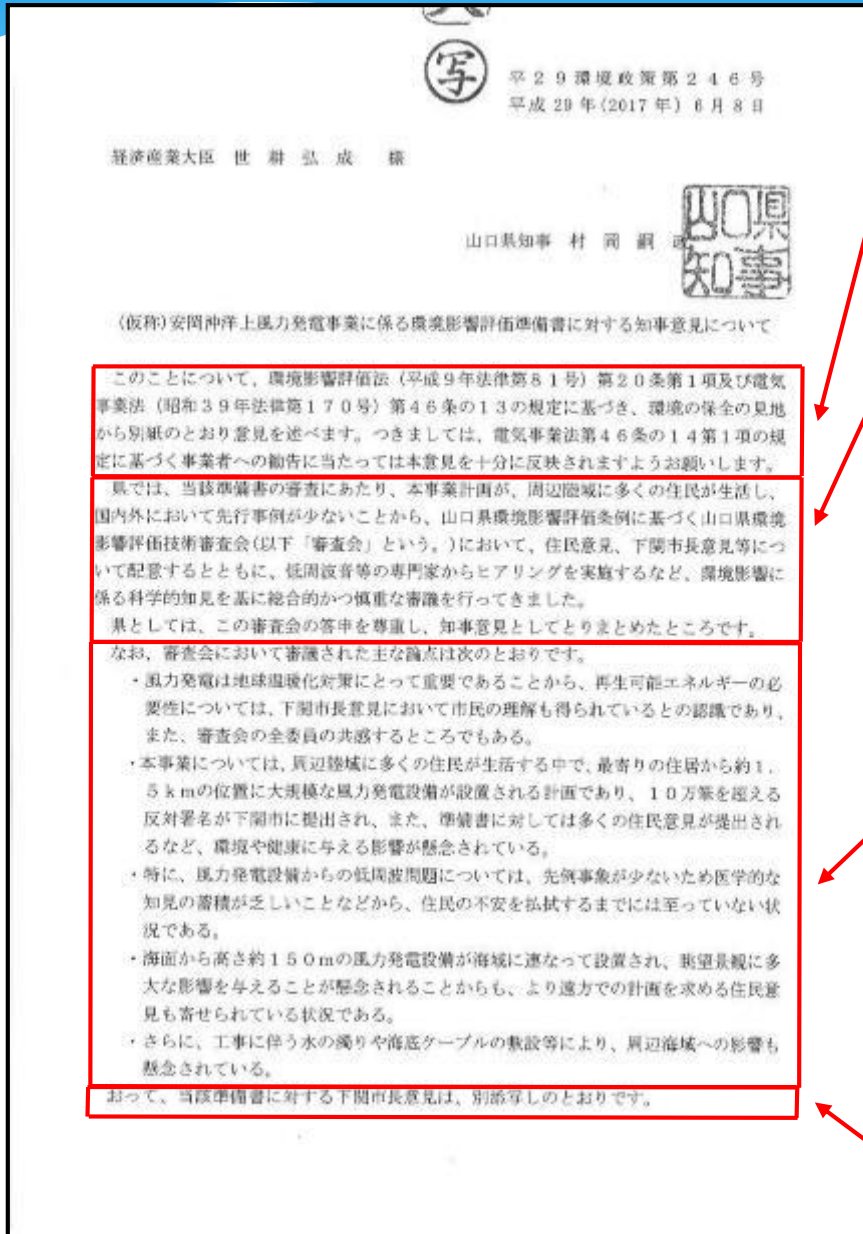 写
平29環境政策第246号
平成29年(2017年)6月8日
経済産業大臣 世 耕 弘 成 様
山口県知事 村 岡 嗣
山口県
知事
(仮称)安岡沖洋上風力発電事業に係る環境影響評価準備書に対する知事意見について
このことについて、環境影響評価法(平成9年法律第81号)第20条第1項及び電気
事業法(昭和39年法律第170号)第46条の13の規定に基づき、環境の保全の見地
から別紙のとおり意見を述べます。つきましては、電気事業法第46条の14第1項の規
定に基づく事業者への勧告に当たっては本意見を十分に反映されますようお願いします。
県では、当該準備書の審査にあたり、本事業計画が、周辺陸域に多くの住民が生活し、
国内外において先行事例が少ないことから、山口県環境影響評価条例に基づく山口県環境
影響評価技術審査会(以下「審査会」という。)において、住民意見、下関市長意見等につ
いて配意するとともに、低周波音等の専門家からヒアリングを実施するなど、環境影響に
係る科学的知見を基に総合的かつ慎重な審議を行ってきました。
県としては、この審査会の答申を尊重し、知事意見としてとりまとめたところです。
なお、審査会において審議された主な論点は次のとおりです。
・風力発電は地球温暖化対策にとって重要であることから、再生可能エネルギーの必
要性については、下関市長意見において市民の理解も得られているとの認識であり、
また、審査会の全委員の共感するところでもある。
・本事業については、周辺陸域に多くの住民が生活する中で、最寄りの住居から約1.
5kmの位置に大規模な風力発電設備が設置される計画であり、10万筆を超える
反対署名が下関市に提出され、また、準備書に対しては多くの住民意見が提出され
るなど、環境や健康に与える影響が懸念されている。
・特に、風力発電設備からの低周波問題については、先例事象が少ないため医学的な
知見の蓄積が乏しいことなどから、住民の不安を払拭するまでには至っていない状
況である。
・海面から高さ約150mの風力発電設備が海域に連なって設置され、眺望景観に多
大な影響を与えることが懸念されることからも、より遠方での計画を求める住民意
見も寄せられている状況である。
・さらに、工事に伴う水の濁りや海底ケーブルの敷設等により、周辺海域への影響も
懸念されている。
おって、当該準備書に対する下関市長意見は、別添写しのとおりです。